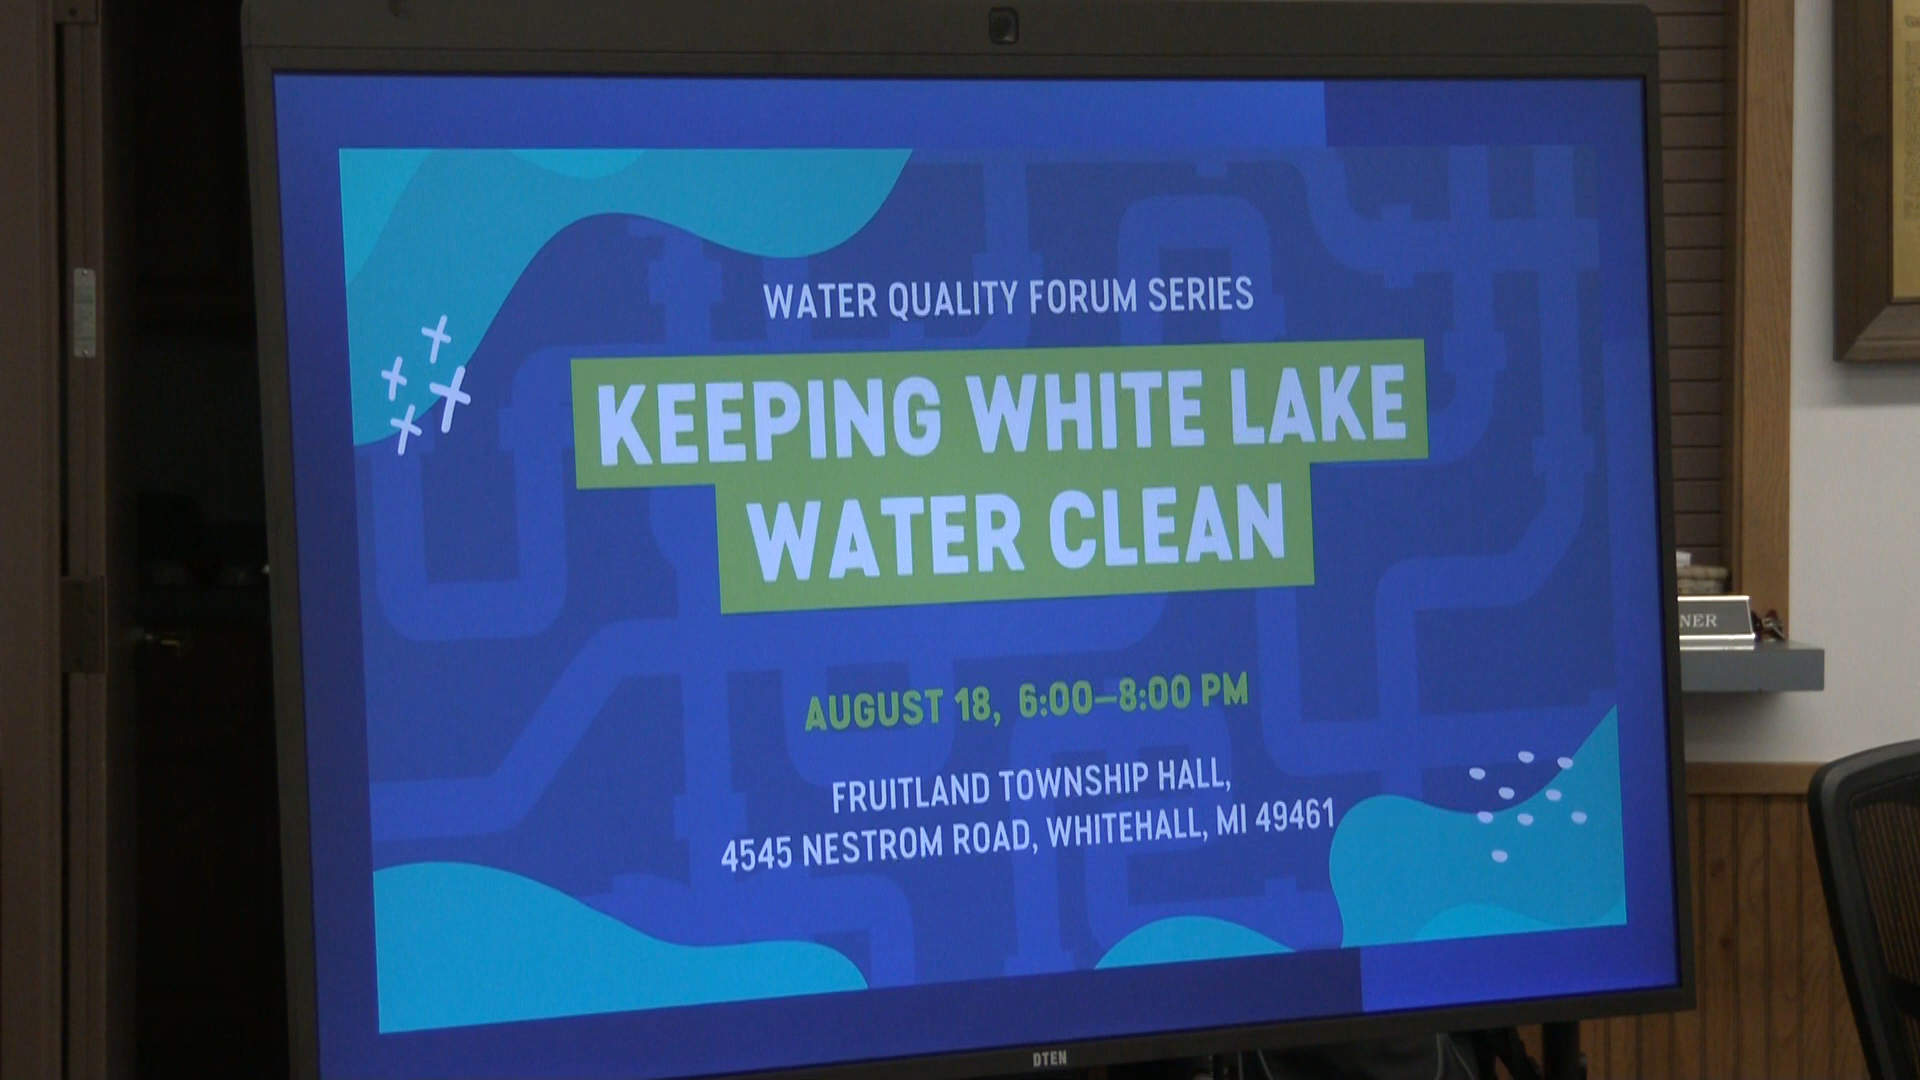 WATER QUALITY FORUM SERIES
KEEPING WHITE LAKE
WATER CLEAN
AUGUST 18, 6:00–8:00 PM
FRUITLAND TOWNSHIP HALL,
4545 NESTROM ROAD, WHITEHALL, MI 49461
NER
DTEN